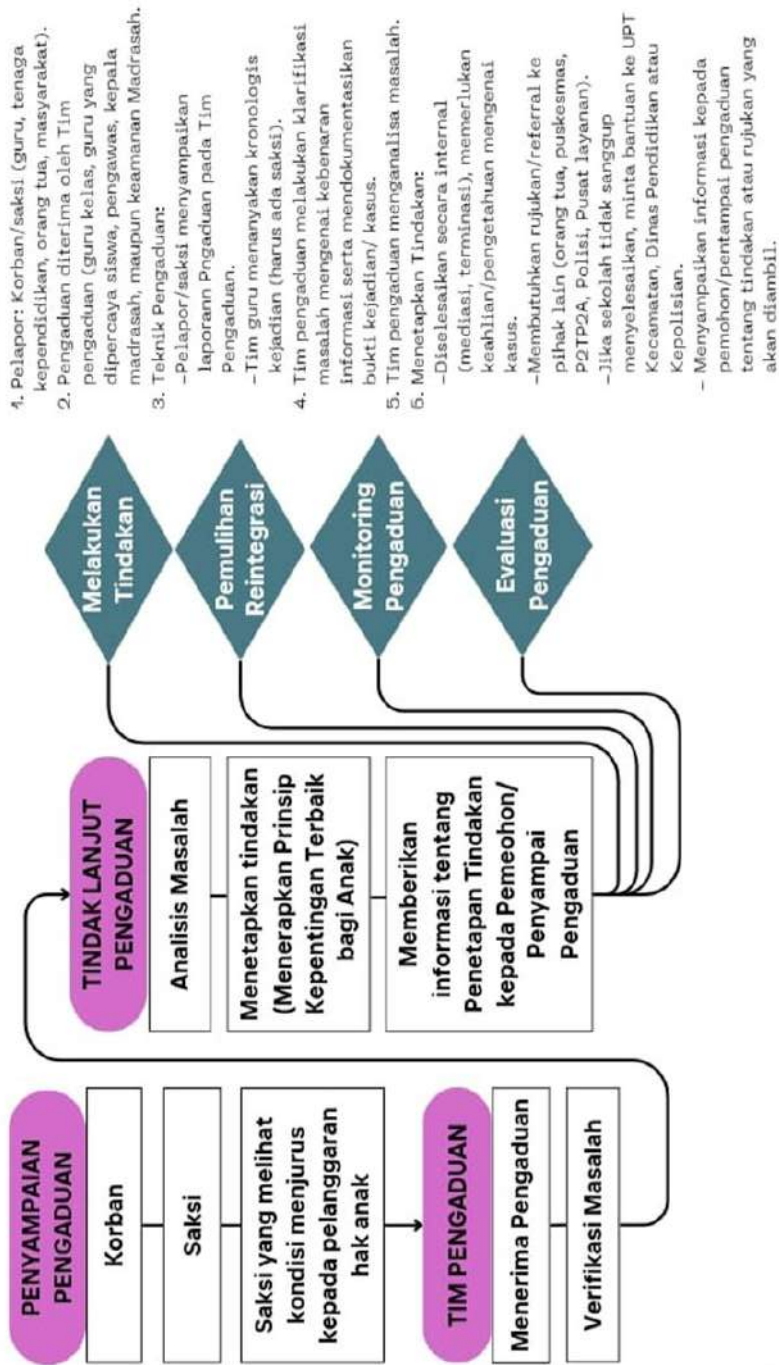 PENYAMPAIAN
PENGADUAN
Korban
Saksi
Saksi yang melihat
kondisi menjurus
kepada pelanggaran
hak anak
TIM PENGADUAN
Menerima Pengaduan
Verifikasi Masalah
TINDAK LANJUT
PENGADUAN
Analisis Masalah
Menetapkan tindakan
(Menerapkan Prinsip
Kepentingan Terbaik
bagi Anak)
Memberikan
informasi tentang
Penetapan Tindakan
kepada Pemeohon/
Penyampai
Pengaduan
Melakukan
Tindakan
Pemulihan
Reintegrasi
Monitoring
Pengaduan
Evaluasi
Pengaduan
1. Pelapor: Korban/saksi (guru, tenaga
kependidikan, orang tua, masyarakat).
2. Pengaduan diterima oleh Tim
pengaduan (guru kelas, guru yang
dipercaya siswa, pengawas, kepala
madrasah, maupun keamanan Madrasah.
3. Teknik Pengaduan:
-Pelapor/saksi menyampaikan
laporann Pngaduan pada Tim
Pengaduan.
-Tim guru menanyakan kronologis
kejadian (harus ada saksi).
4. Tim pengaduan melakukan klarifikasi
masalah mengenai kebenaran
informasi serta mendokumentasikan
bukti kejadian/ kasus.
5. Tim pengaduan menganalisa masalah.
6. Menetapkan Tindakan:
-Diselesaikan secara internal
(mediasi, terminasi), memerlukan
keahlian/pengetahuan mengenai
kasus.
-Membutuhkan rujukan/referral ke
pihak lain (orang tua, puskesmas,
P2TP2A, Polisi, Pusat layanan).
-Jika sekolah tidak sanggup
menyelesaikan, minta bantuan ke UPT
Kecamatan, Dinas Pendidikan atau
Kepolisian.
- Menyampaikan informasi kepada
pemohon/pentampai pengaduan
tentang tindakan atau rujukan yang
akan diambil.